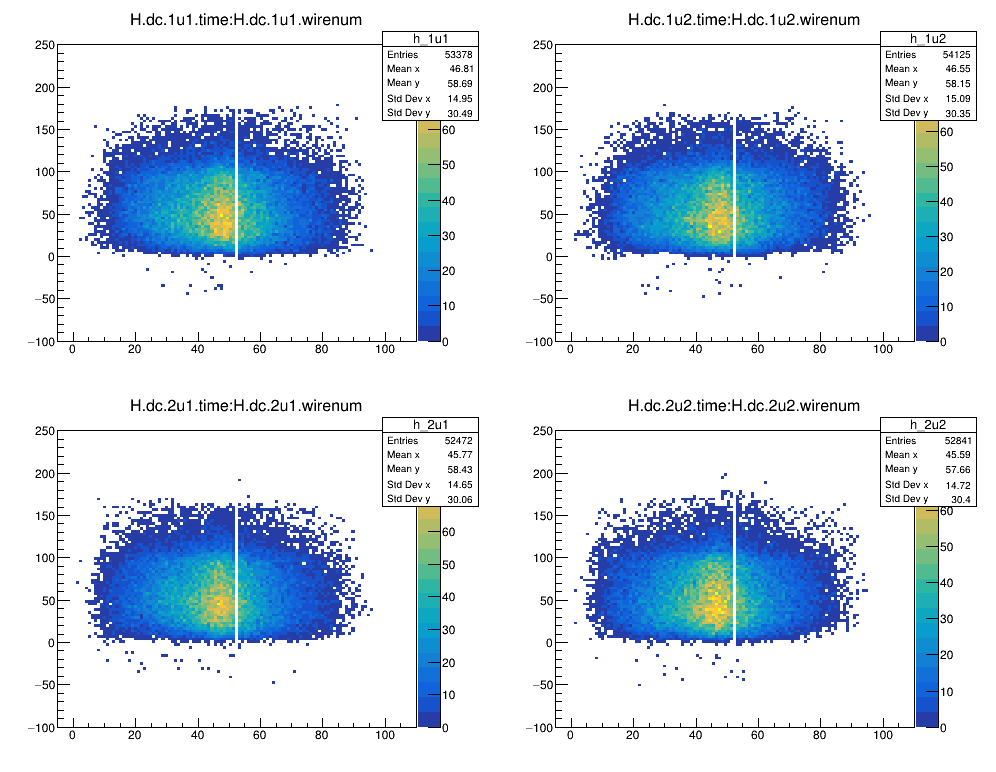 H.dc.1u1.time:H.dc.1u1.wirenum
h_1u1
Entries 53378
Mean x 46.81
Mean y 58.69
Std Dev x 14.95
Std Dev y 30.49
250
200
150
100
50
0
−50
−100
0 20 40 60 80 100
60
50
40
30
20
10
0
H.dc.1u2.time:H.dc.1u2.wirenum
h_1u2
Entries 54125
Mean x 46.55
Mean y 58.15
Std Dev x 15.09
Std Dev y 30.35
250
200
150
100
50
0
−50
−100
0 20 40 60 80 100
60
50
40
30
20
10
0
H.dc.2u1.time:H.dc.2u1.wirenum
h_2u1
Entries 52472
Mean x 45.77
Mean y 58.43
Std Dev x 14.65
Std Dev y 30.06
250
200
150
100
50
0
−50
−100
0 20 40 60 80 100
60
50
40
30
20
10
0
H.dc.2u2.time:H.dc.2u2.wirenum
h_2u2
Entries 52841
Mean x 45.59
Mean y 57.66
Std Dev x 14.72
Std Dev y 30.4
250
200
150
100
50
0
−50
−100
0 20 40 60 80 100
60
50
40
30
20
10
0